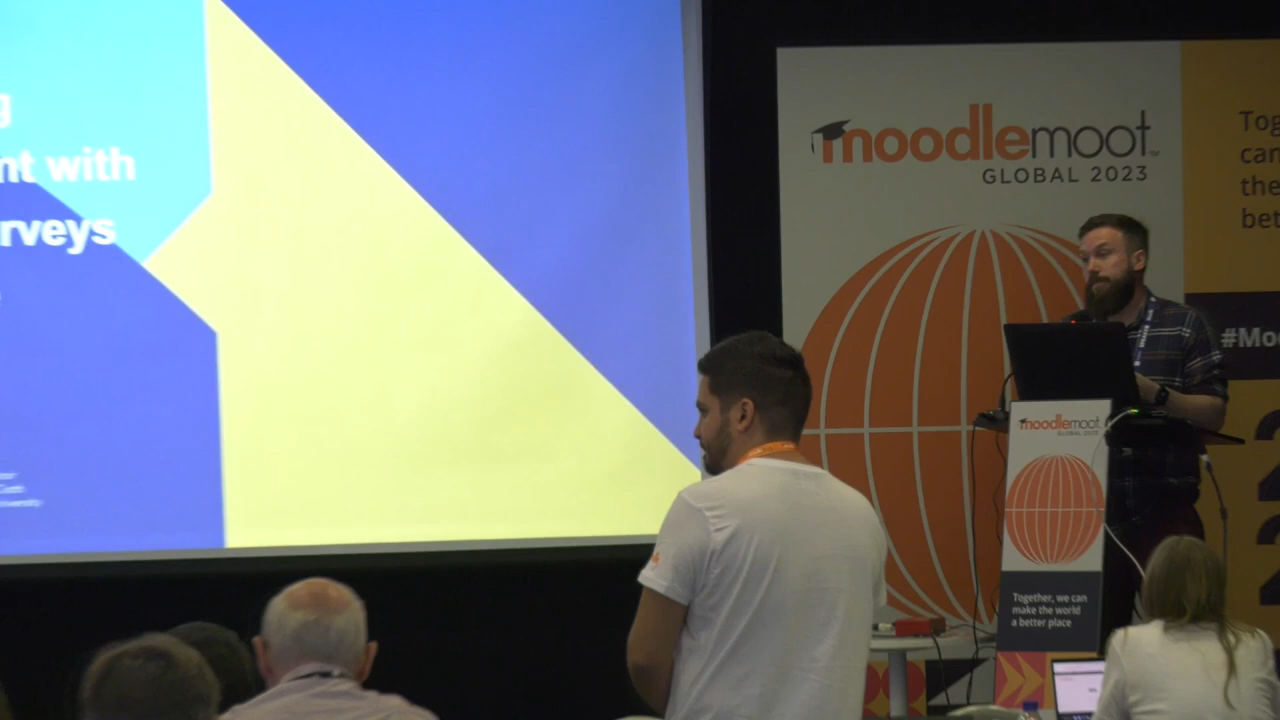 g
nt with
rveys
moodlemoot
GLOBAL 2023
Tog
can
the
bet
#Moo
moodlemoot
GLOBAL 2023
Together, we can
make the world
a better place